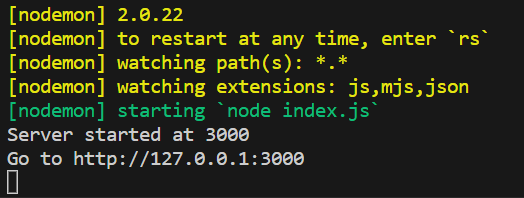 [nodemon] 2.0.22
[nodemon] to restart at any time, enter `rs`
[nodemon] watching path(s): *.*
[nodemon] watching extensions: js,mjs,json
[nodemon] starting `node index.js`
Server started at 3000
Go to http://127.0.0.1:3000